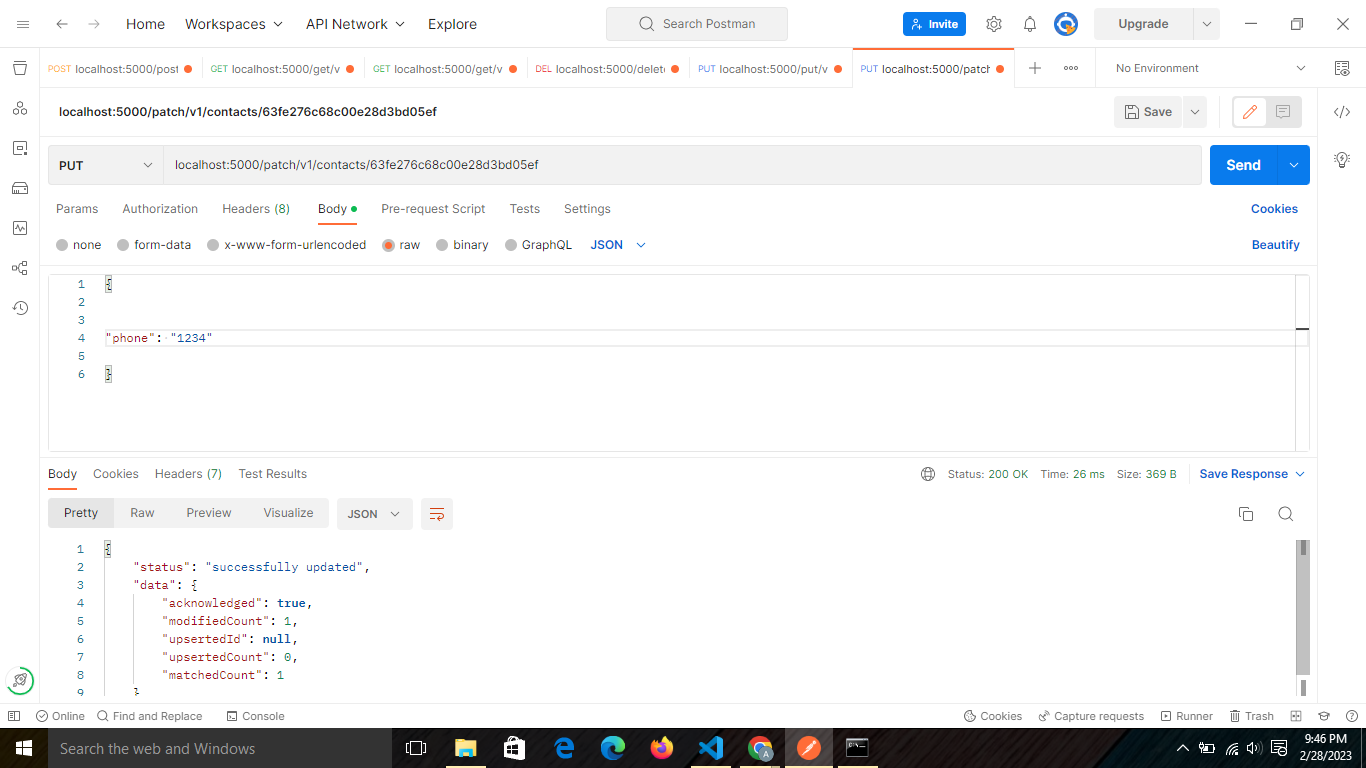 Home Workspaces API Network Explore Search Postman Invite Upgrade
POST localhost:5000/post GET localhost:5000/get/v GET localhost:5000/get/v DEL localhost:5000/delete PUT localhost:5000/put/v PUT localhost:5000/patch No Environment
localhost:5000/patch/v1/contacts/63fe276c68c00e28d3bd05ef Save
PUT localhost:5000/patch/v1/contacts/63fe276c68c00e28d3bd05ef Send
Params Authorization Headers (8) Body Pre-request Script Tests Settings Cookies
none form-data x-www-form-urlencoded raw binary GraphQL JSON Beautify
1 {
2
3
4 "phone": "1234"
5
6 }
Body Cookies Headers (7) Test Results Status: 200 OK Time: 26 ms Size: 369 B Save Response
Pretty Raw Preview Visualize JSON
1 {
2 "status": "successfully updated",
3 "data": {
4 "acknowledged": true,
5 "modifiedCount": 1,
6 "upsertedId": null,
7 "upsertedCount": 0,
8 "matchedCount": 1
9 }
Online Find and Replace Console Cookies Capture requests Runner Trash
Search the web and Windows
9:46 PM
2/28/2023